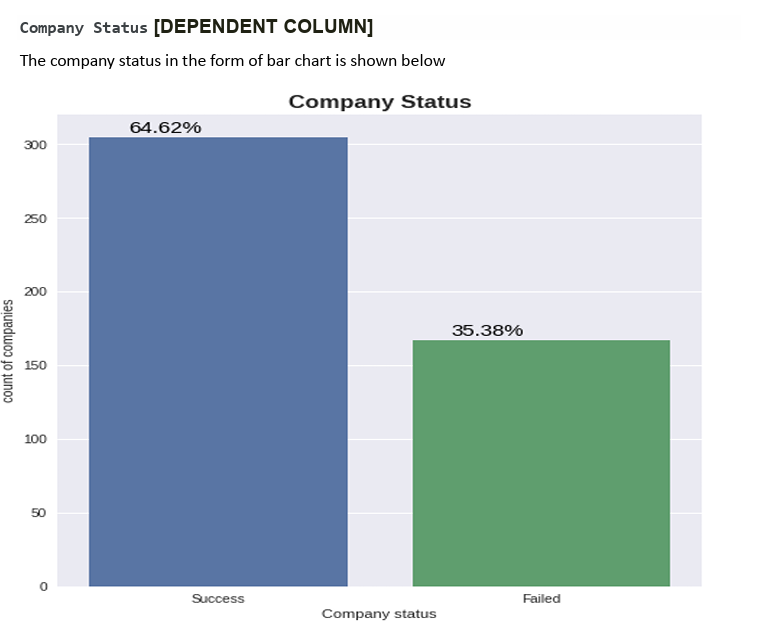 Company Status [DEPENDENT COLUMN]
The company status in the form of bar chart is shown below
Company Status
64.62%
300
250
200
35.38%
150
100
50
0
count of companies
Success Failed
Company status